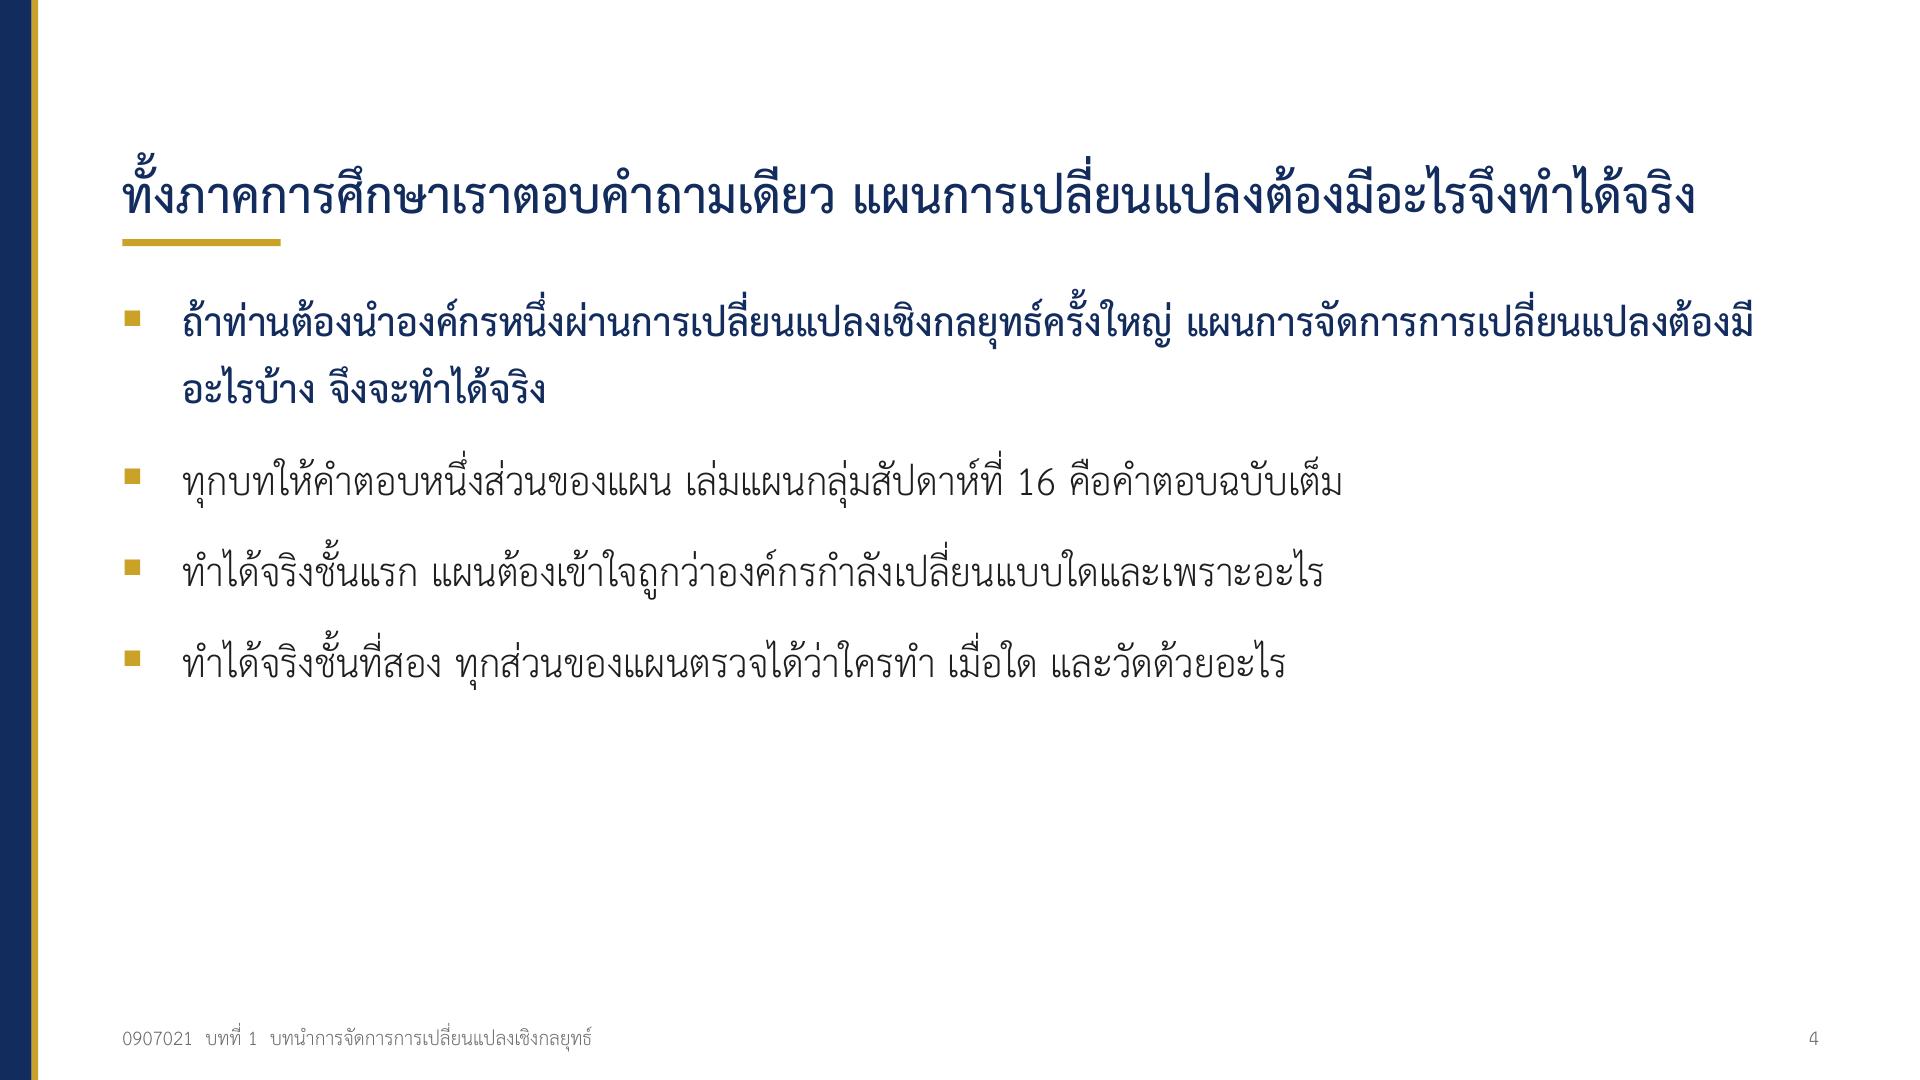 ทั้งภาคการศึกษาเราตอบคำถามเดียว แผนการเปลี่ยนแปลงต้องมีอะไรจึงทำได้จริง
▪ ถ้าท่านต้องนำองค์กรหนึ่งผ่านการเปลี่ยนแปลงเชิงกลยุทธ์ครั้งใหญ่ แผนการจัดการการเปลี่ยนแปลงต้องมี
อะไรบ้าง จึงจะทำได้จริง
▪ ทุกบทให้คำตอบหนึ่งส่วนของแผน เล่มแผนกลุ่มสัปดาห์ที่ 16 คือคำตอบฉบับเต็ม
▪ ทำได้จริงชั้นแรก แผนต้องเข้าใจถูกว่าองค์กรกำลังเปลี่ยนแบบใดและเพราะอะไร
▪ ทำได้จริงชั้นที่สอง ทุกส่วนของแผนตรวจได้ว่าใครทำ เมื่อใด และวัดด้วยอะไร
0907021 บทที่ 1 บทนำการจัดการการเปลี่ยนแปลงเชิงกลยุทธ์
4